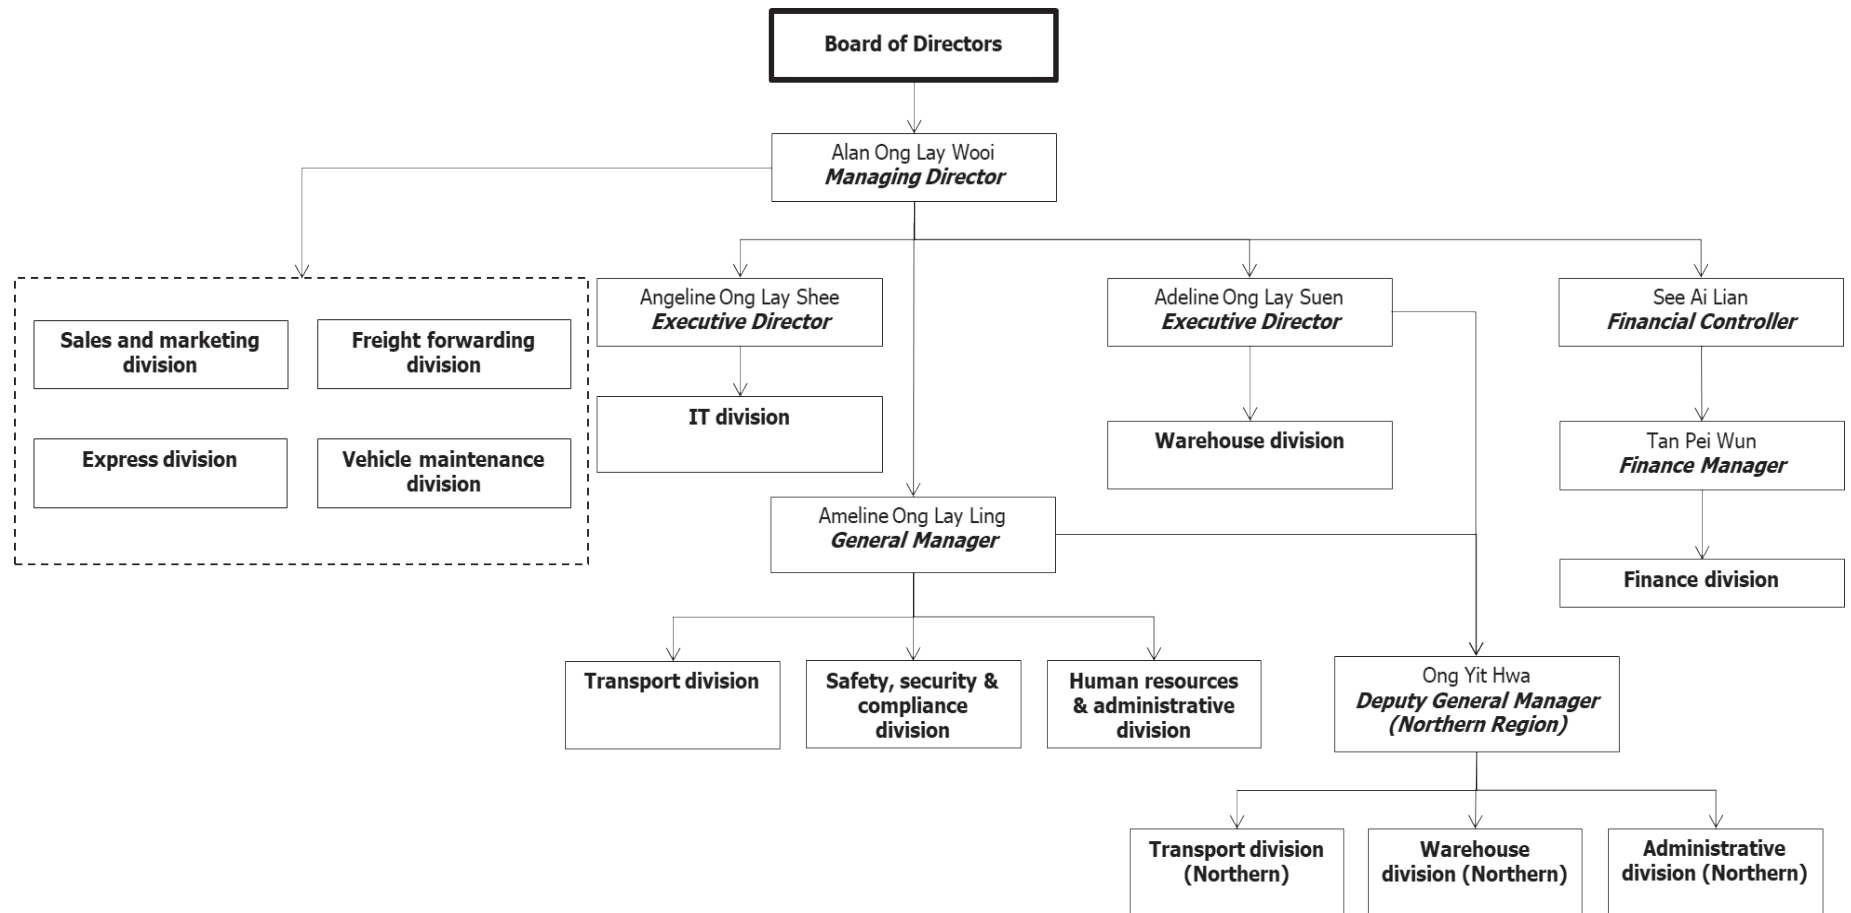 Board of Directors
Alan Ong Lay Wooi
Managing Director
Sales and marketing
division
Freight forwarding
division
Express division
Vehicle maintenance
division
Angeline Ong Lay Shee
Executive Director
IT division
Adeline Ong Lay Suen
Executive Director
Warehouse division
See Ai Lian
Financial Controller
Tan Pei Wun
Finance Manager
Finance division
Ameline Ong Lay Ling
General Manager
Transport division
Safety, security &
compliance
division
Human resources
& administrative
division
Ong Yit Hwa
Deputy General Manager
(Northern Region)
Transport division
(Northern)
Warehouse
division (Northern)
Administrative
division (Northern)